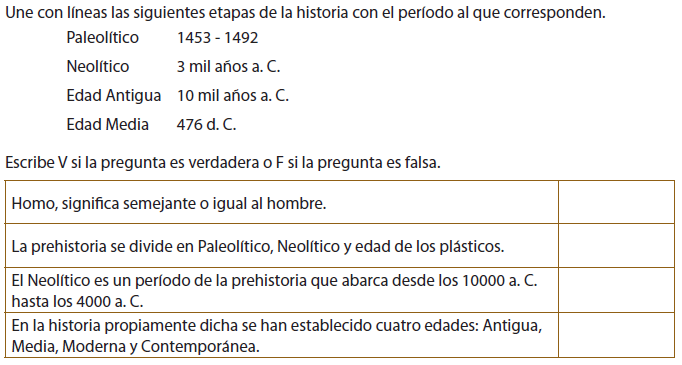 Une con líneas las siguientes etapas de la historia con el período al que corresponden.
Paleolítico 1453 - 1492
Neolítico 3 mil años a. C.
Edad Antigua 10 mil años a. C.
Edad Media 476 d. C.
Escribe V si la pregunta es verdadera o F si la pregunta es falsa.
Homo, significa semejante o igual al hombre.
La prehistoria se divide en Paleolítico, Neolítico y edad de los plásticos.
El Neolítico es un período de la prehistoria que abarca desde los 10000 a. C.
hasta los 4000 a. C.
En la historia propiamente dicha se han establecido cuatro edades: Antigua,
Media, Moderna y Contemporánea.